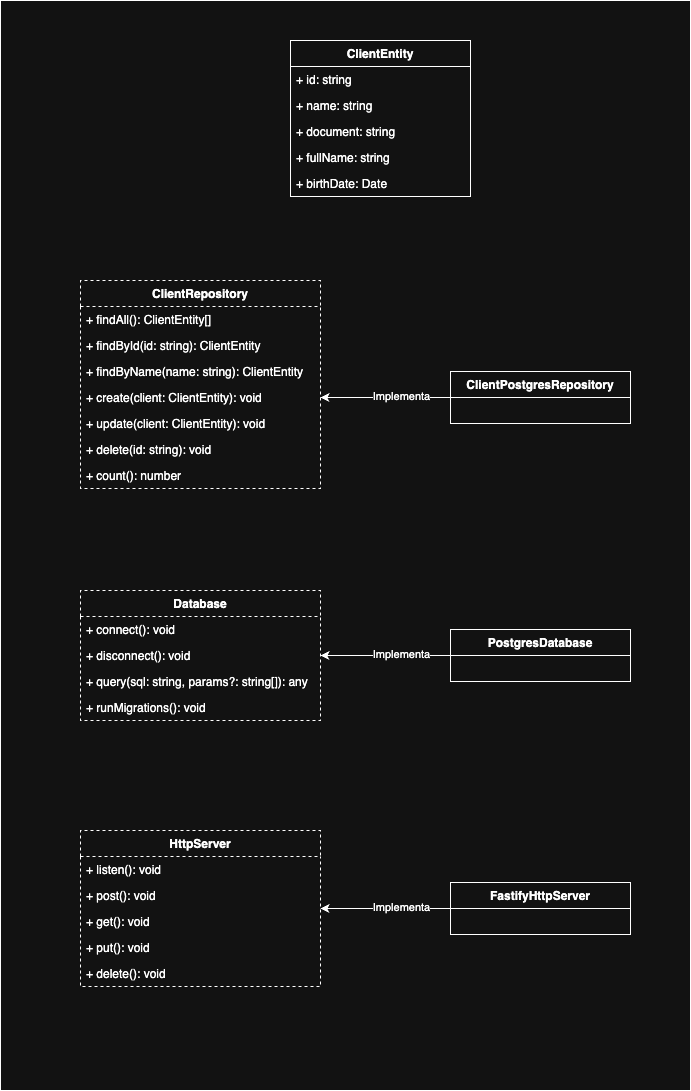 ClientEntity
+ id: string
+ name: string
+ document: string
+ fullName: string
+ birthDate: Date
ClientRepository
+ findAll(): ClientEntity[]
+ findById(id: string): ClientEntity
+ findByName(name: string): ClientEntity
+ create(client: ClientEntity): void
+ update(client: ClientEntity): void
+ delete(id: string): void
+ count(): number
Implementa
ClientPostgresRepository
Database
+ connect(): void
+ disconnect(): void
+ query(sql: string, params?: string[]): any
+ runMigrations(): void
Implementa
PostgresDatabase
HttpServer
+ listen(): void
+ post(): void
+ get(): void
+ put(): void
+ delete(): void
Implementa
FastifyHttpServer